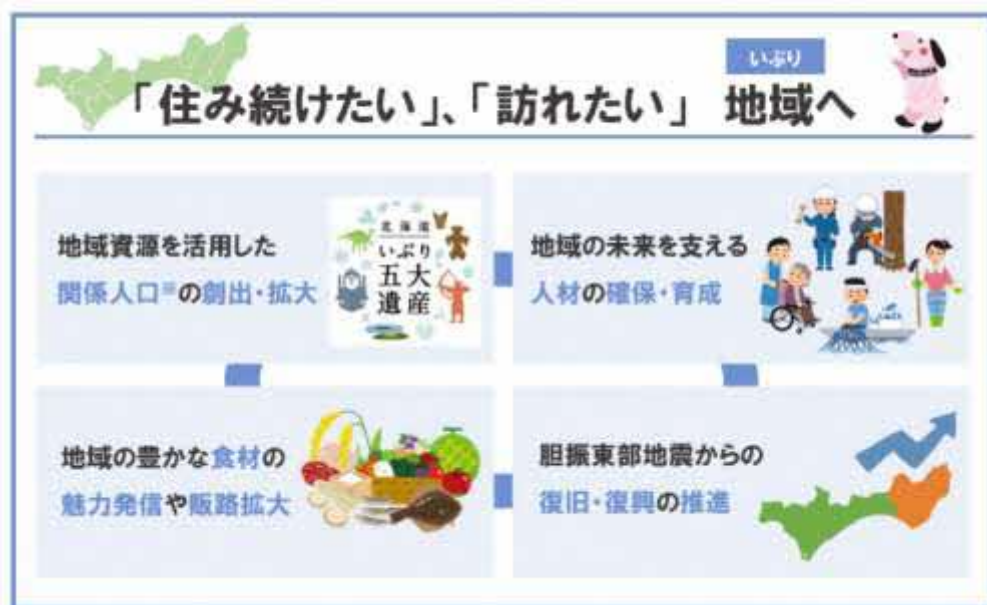 いぶり
「住み続けたい」、「訪れたい」 地域へ
地域資源を活用した
関係人口※の創出・拡大
北海道
いぶり
五大
遺産
地域の未来を支える
人材の確保・育成
地域の豊かな食材の
魅力発信や販路拡大
胆振東部地震からの
復旧・復興の推進